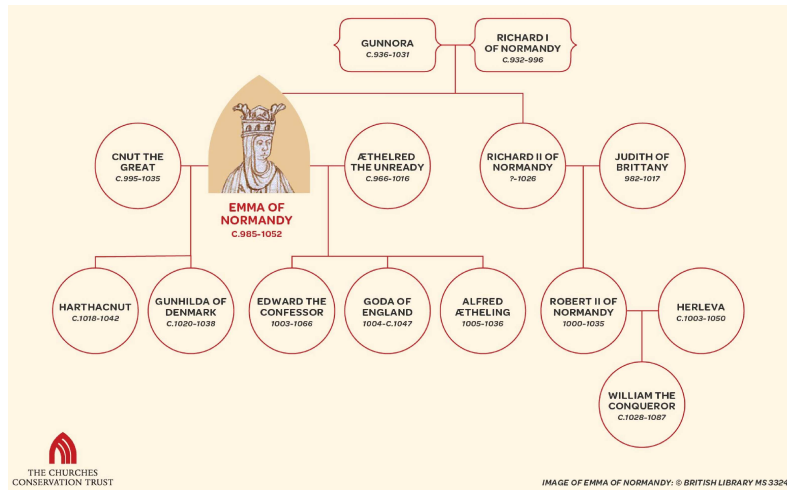 GUNNORA
C.936-1031
RICHARD I
OF NORMANDY
C.932-996
CNUT THE
GREAT
C.995-1035
EMMA OF
NORMANDY
C.985-1052
ÆTHELRED
THE UNREADY
C.966-1016
RICHARD II OF
NORMANDY
?-1026
JUDITH OF
BRITTANY
982-1017
HARTHACNUT
C.1018-1042
GUNHILDA OF
DENMARK
C.1020-1038
EDWARD THE
CONFESSOR
1003-1066
GODA OF
ENGLAND
1004-C.1047
ALFRED
ÆTHELING
1005-1036
ROBERT II OF
NORMANDY
1000-1035
HERLEVA
C.1003-1050
WILLIAM THE
CONQUEROR
C.1028-1087
THE CHURCHES
CONSERVATION TRUST
IMAGE OF EMMA OF NORMANDY: © BRITISH LIBRARY MS 3324